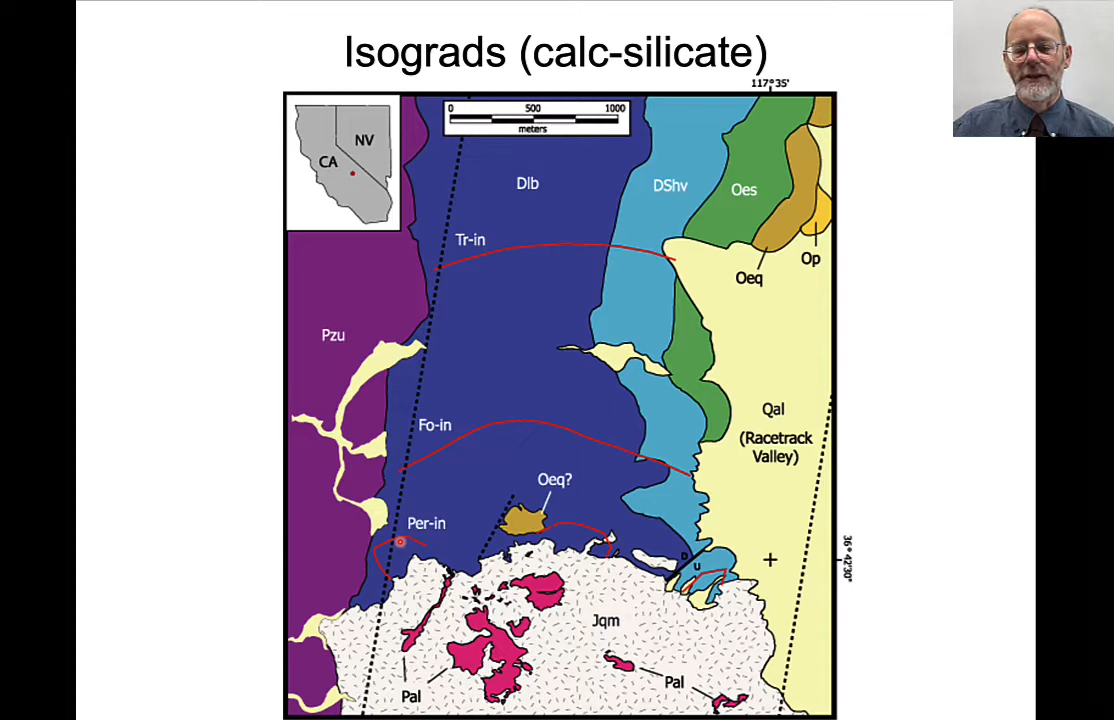 Isograds (calc-silicate)
117°35'
0 500 1000
meters
NV
CA
Dlb
DShv
Oes
Tr-in
Op
Oeq
Pzu
Qal
(Racetrack
Valley)
Fo-in
Oeq?
Per-in
36°42'30"
D
U
Jqm
Pal
Pal